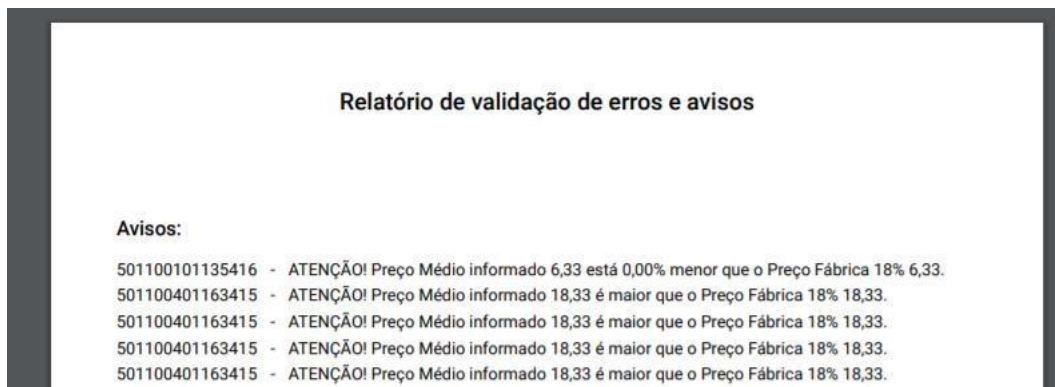 Relatório de validação de erros e avisos
Avisos:
501100101135416 - ATENÇÃO! Preço Médio informado 6,33 está 0,00% menor que o Preço Fábrica 18% 6,33.
501100401163415 - ATENÇÃO! Preço Médio informado 18,33 é maior que o Preço Fábrica 18% 18,33.
501100401163415 - ATENÇÃO! Preço Médio informado 18,33 é maior que o Preço Fábrica 18% 18,33.
501100401163415 - ATENÇÃO! Preço Médio informado 18,33 é maior que o Preço Fábrica 18% 18,33.
501100401163415 - ATENÇÃO! Preço Médio informado 18,33 é maior que o Preço Fábrica 18% 18,33.